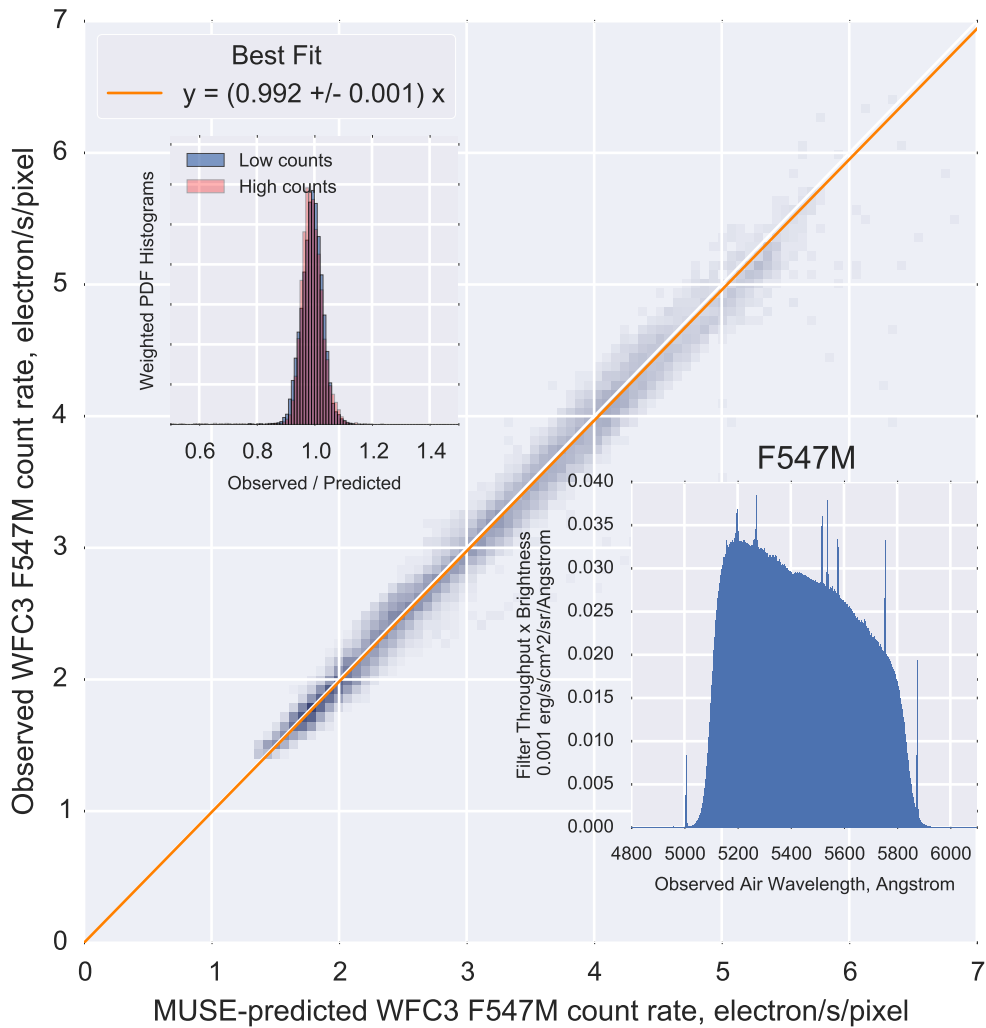 Best Fit
y = (0.992 +/- 0.001) x
Low counts
High counts
Weighted PDF Histograms
0.6 0.8 1.0 1.2 1.4
Observed / Predicted
F547M
Filter Throughput x Brightness
0.001 erg/s/cm^2/sr/Angstrom
0.040
0.035
0.030
0.025
0.020
0.015
0.010
0.005
0.000
4800 5000 5200 5400 5600 5800 6000
Observed Air Wavelength, Angstrom
Observed WFC3 F547M count rate, electron/s/pixel
7
6
5
4
3
2
1
0
0 1 2 3 4 5 6 7
MUSE-predicted WFC3 F547M count rate, electron/s/pixel